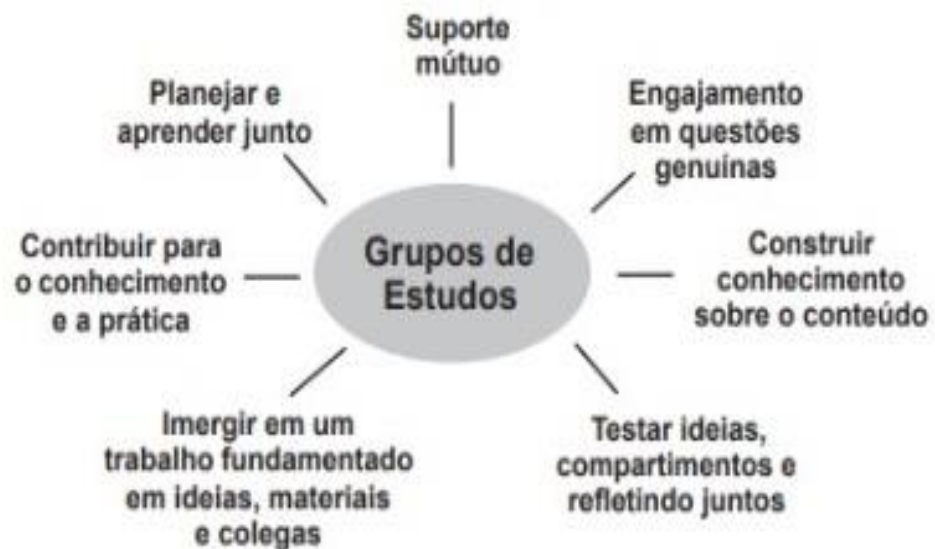 Suporte
mútuo
Planejar e
aprender junto
Engajamento
em questões
genuínas
Contribuir para
o conhecimento
e a prática
Grupos de
Estudos
Construir
conhecimento
sobre o conteúdo
Imergir em um
trabalho fundamentado
em ideias, materiais
e colegas
Testar ideias,
compartimentos e
refletindo juntos